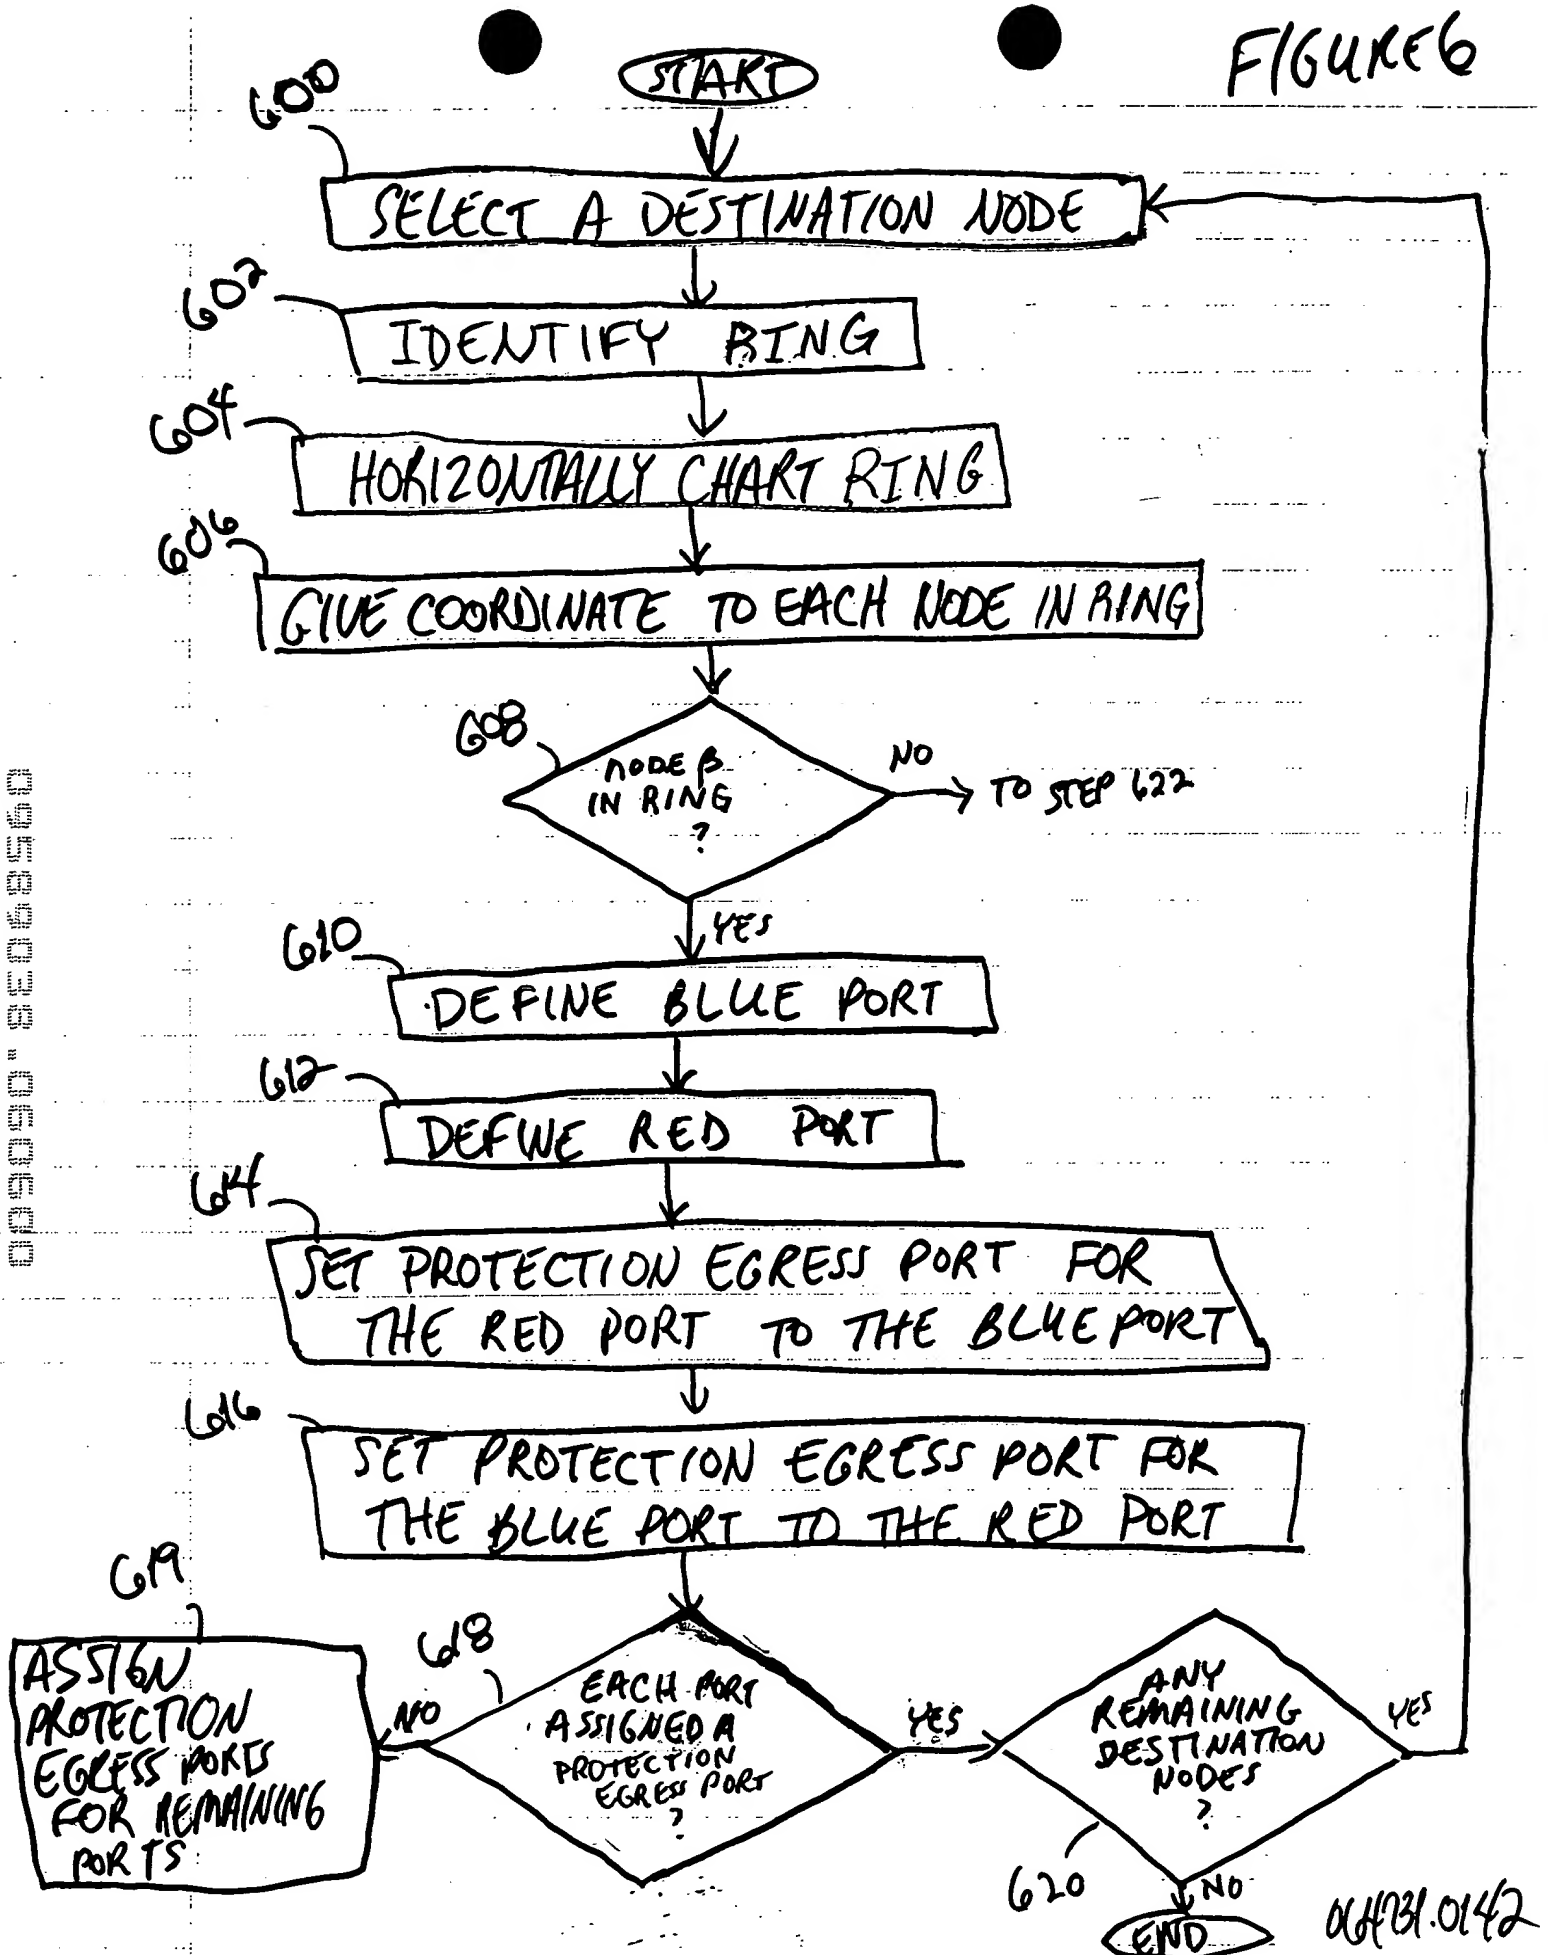 FIGURE 6
START
600
SELECT A DESTINATION NODE
602
IDENTIFY RING
604
HORIZONTALLY CHART RING
606
GIVE COORDINATE TO EACH NODE IN RING
608
NODE β
IN RING
?
NO
TO STEP 622
YES
610
DEFINE BLUE PORT
612
DEFINE RED PORT
614
SET PROTECTION EGRESS PORT FOR
THE RED PORT TO THE BLUE PORT
616
SET PROTECTION EGRESS PORT FOR
THE BLUE PORT TO THE RED PORT
619
ASSIGN
PROTECTION
EGRESS PORTS
FOR REMAINING
PORTS
NO
618
EACH PORT
ASSIGNED A
PROTECTION
EGRESS PORT
?
YES
ANY
REMAINING
DESTINATION
NODES
?
YES
620
NO
END
064731.0142
09589038.060600